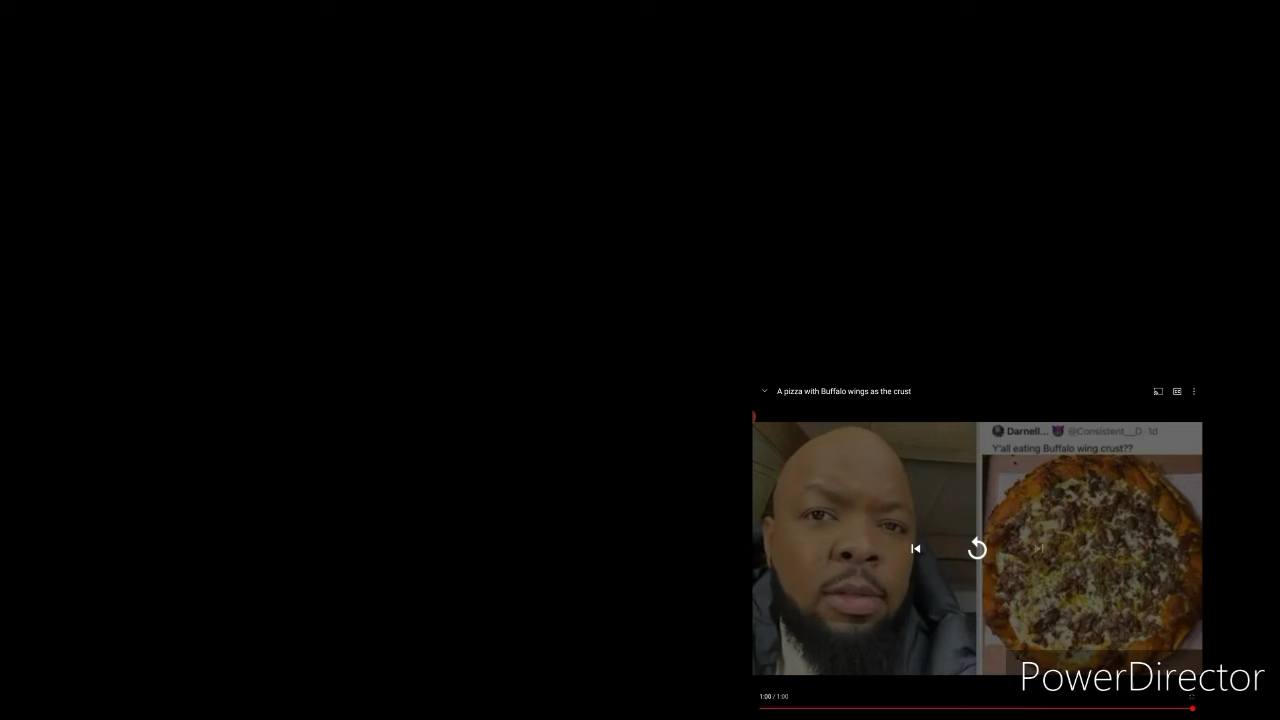 A pizza with Buffalo wings as the crust
Darnell... 😈 @Consistent__D · 1d
Y'all eating Buffalo wing crust??
1:00 / 1:00
PowerDirector